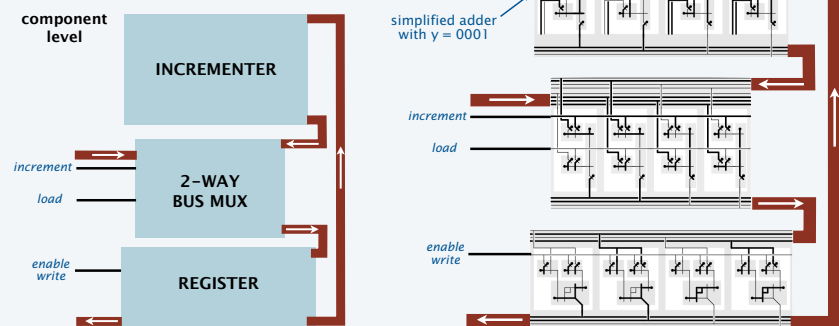 component
level
INCREMENTER
increment
load
2-WAY
BUS MUX
enable
write
REGISTER
simplified adder
with y = 0001
increment
load
enable
write